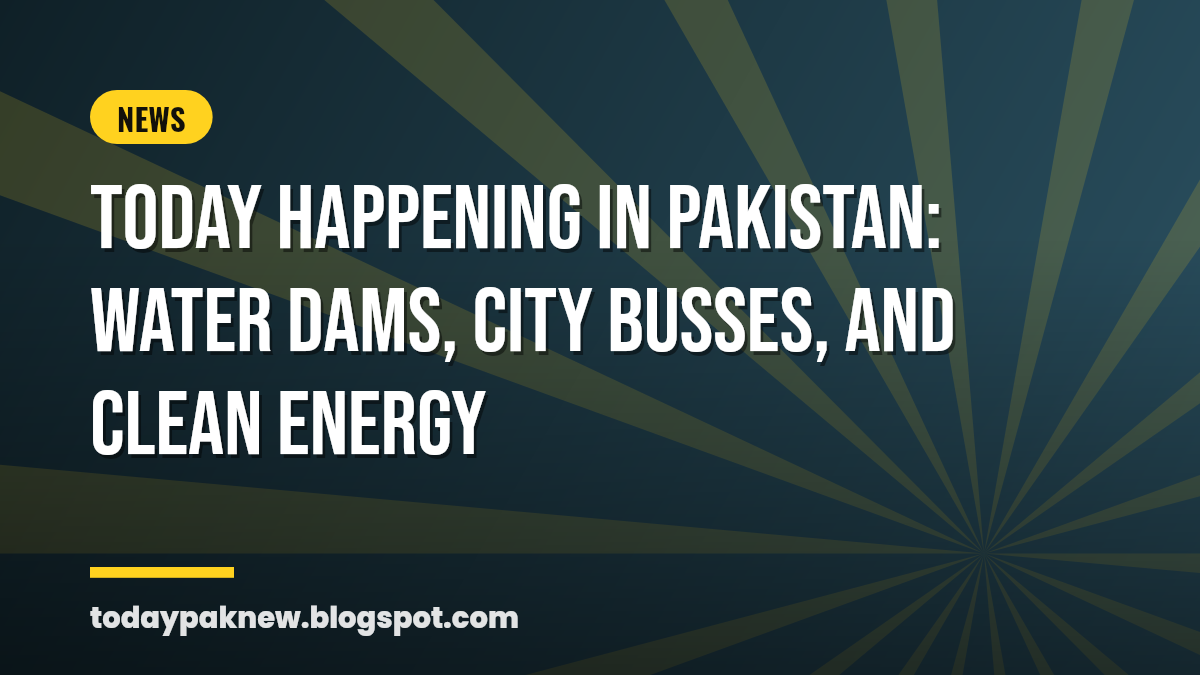 NEWS
TODAY HAPPENING IN PAKISTAN:
WATER DAMS, CITY BUSSES, AND
CLEAN ENERGY
todaypaknew.blogspot.com